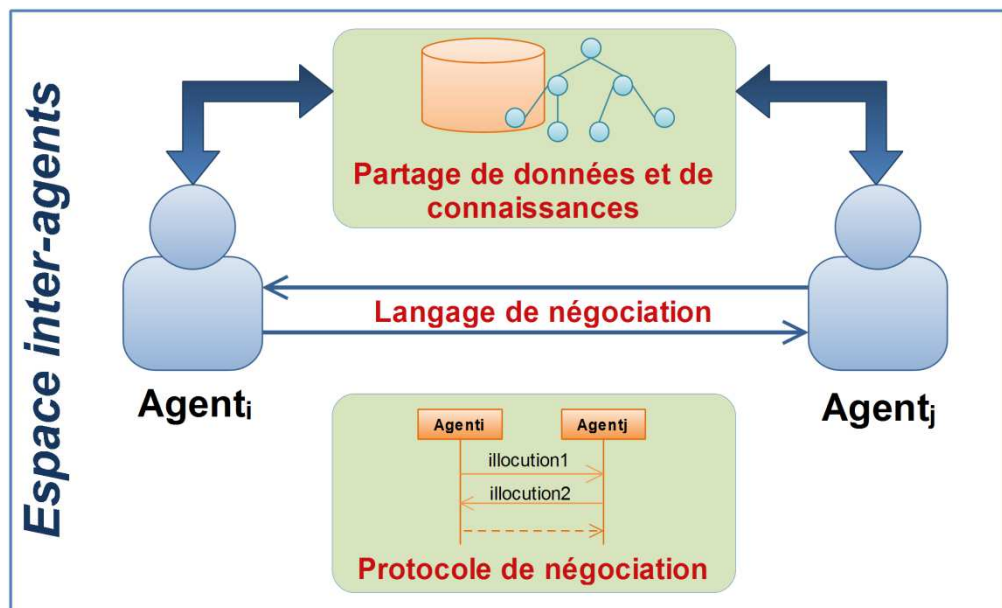 Espace inter-agents
Partage de données et de
connaissances
Langage de négociation
Agenti
Agentj
Agenti
Agentj
illocution1
illocution2
Protocole de négociation